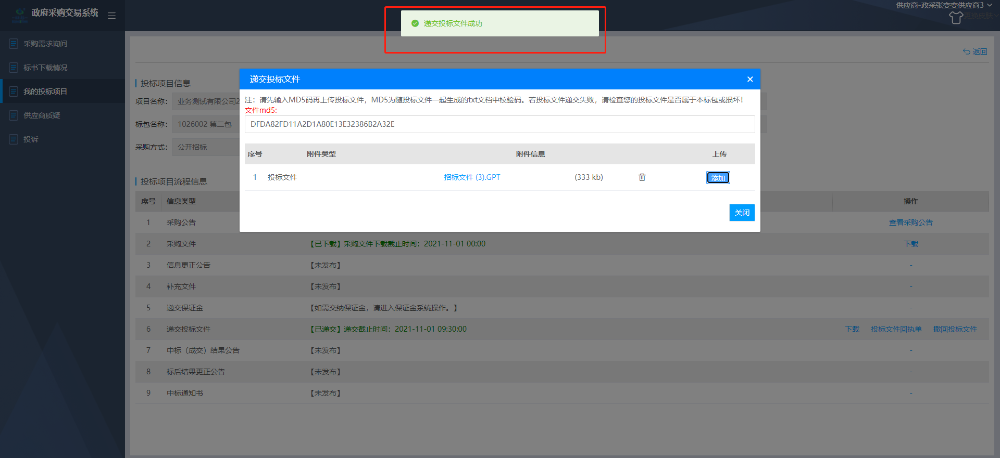 政府采购交易系统
供应商-政采张变变供应商3
更换皮肤
递交投标文件成功
采购需求询问
标书下载情况
我的投标项目
供应商质疑
投诉
返回
投标项目信息
项目名称：
业务测试有限公司2
标包名称：
1026002 第二包
采购方式：
公开招标
递交投标文件
注：请先输入MD5码再上传投标文件，MD5为随投标文件一起生成的txt文档中校验码。若投标文件递交失败，请检查您的投标文件是否属于本标包或损坏！
文件md5:
DFDA82FD11A2D1A80E13E32386B2A32E
序号 附件类型 附件信息 上传
1 投标文件 招标文件 (3).GPT (333 kb) 添加
关闭
投标项目流程信息
序号 信息类型 操作
1 采购公告 查看采购公告
2 采购文件 【已下载】采购文件下载截止时间：2021-11-01 00:00 下载
3 信息更正公告 【未发布】 -
4 补充文件 【未发布】 -
5 递交保证金 【如需交纳保证金，请进入保证金系统操作。】 -
6 递交投标文件 【已递交】递交截止时间：2021-11-01 09:30:00 下载 投标文件回执单 撤回投标文件
7 中标（成交）结果公告 【未发布】 -
8 标后结果更正公告 【未发布】 -
9 中标通知书 【未发布】 -